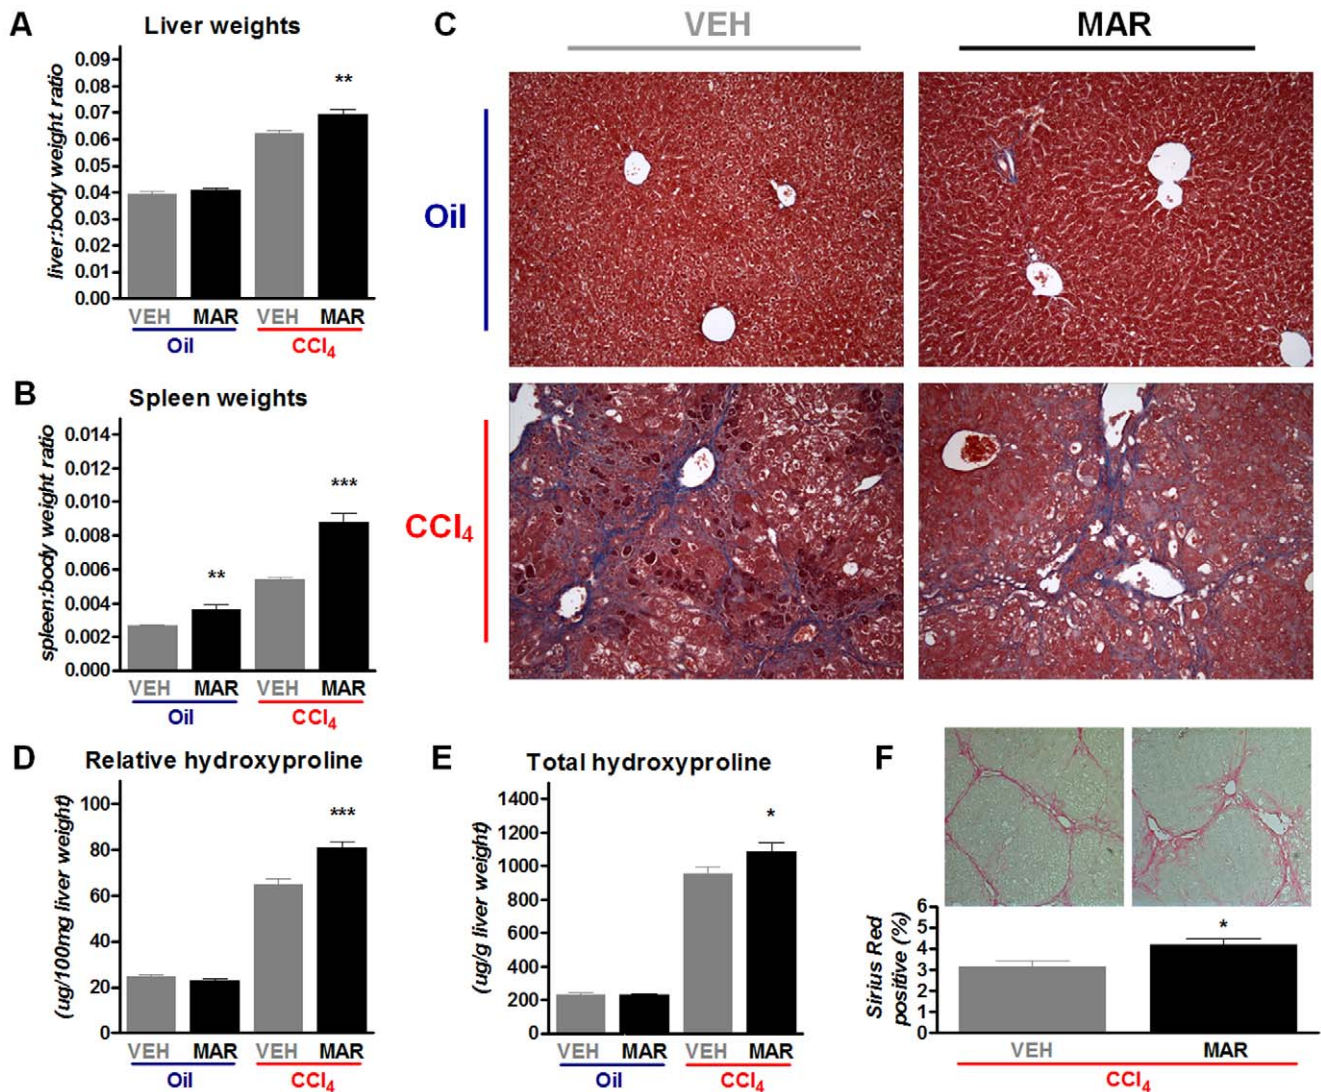 A
Liver weights
liver:body weight ratio
0.09
0.08
0.07
0.06
0.05
0.04
0.03
0.02
0.01
0.00
**
VEH MAR VEH MAR
Oil CCl4
B
Spleen weights
spleen:body weight ratio
0.014
0.012
0.010
0.008
0.006
0.004
0.002
0.000
**
***
VEH MAR VEH MAR
Oil CCl4
C
VEH MAR
Oil
CCl4
D
Relative hydroxyproline
(ug/100mg liver weight)
100
80
60
40
20
0
***
VEH MAR VEH MAR
Oil CCl4
E
Total hydroxyproline
(ug/g liver weight)
1400
1200
1000
800
600
400
200
0
*
VEH MAR VEH MAR
Oil CCl4
F
Sirius Red
positive (%)
6
5
4
3
2
1
0
*
VEH MAR
CCl4